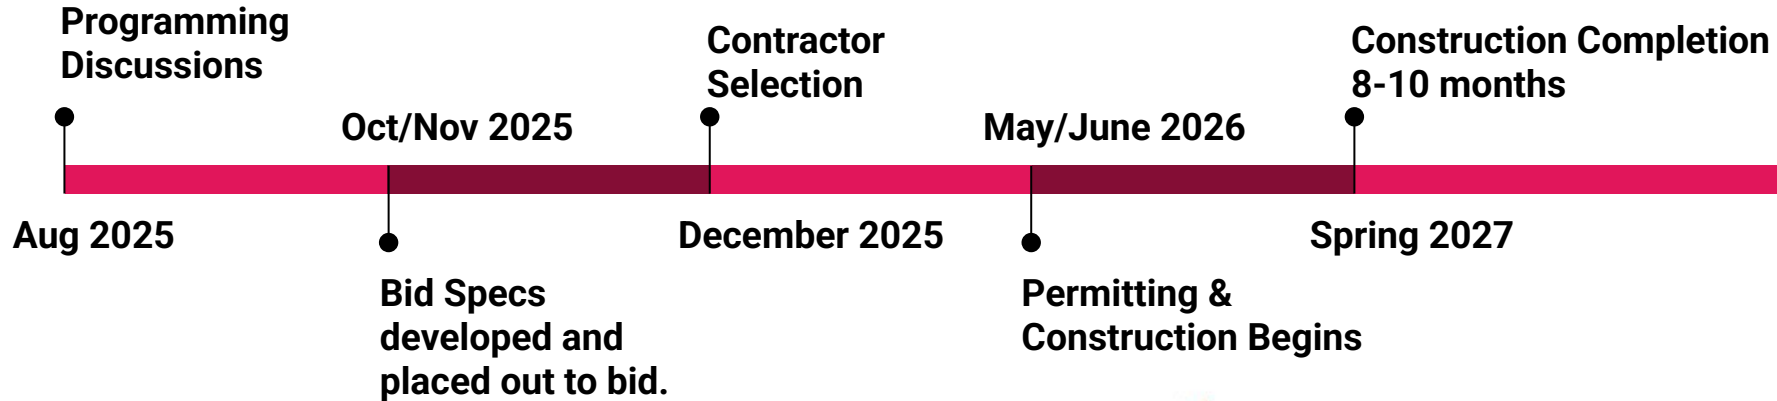 Programming
Discussions
Aug 2025
Oct/Nov 2025
Bid Specs
developed and
placed out to bid.
Contractor
Selection
December 2025
May/June 2026
Permitting &
Construction Begins
Construction Completion
8-10 months
Spring 2027